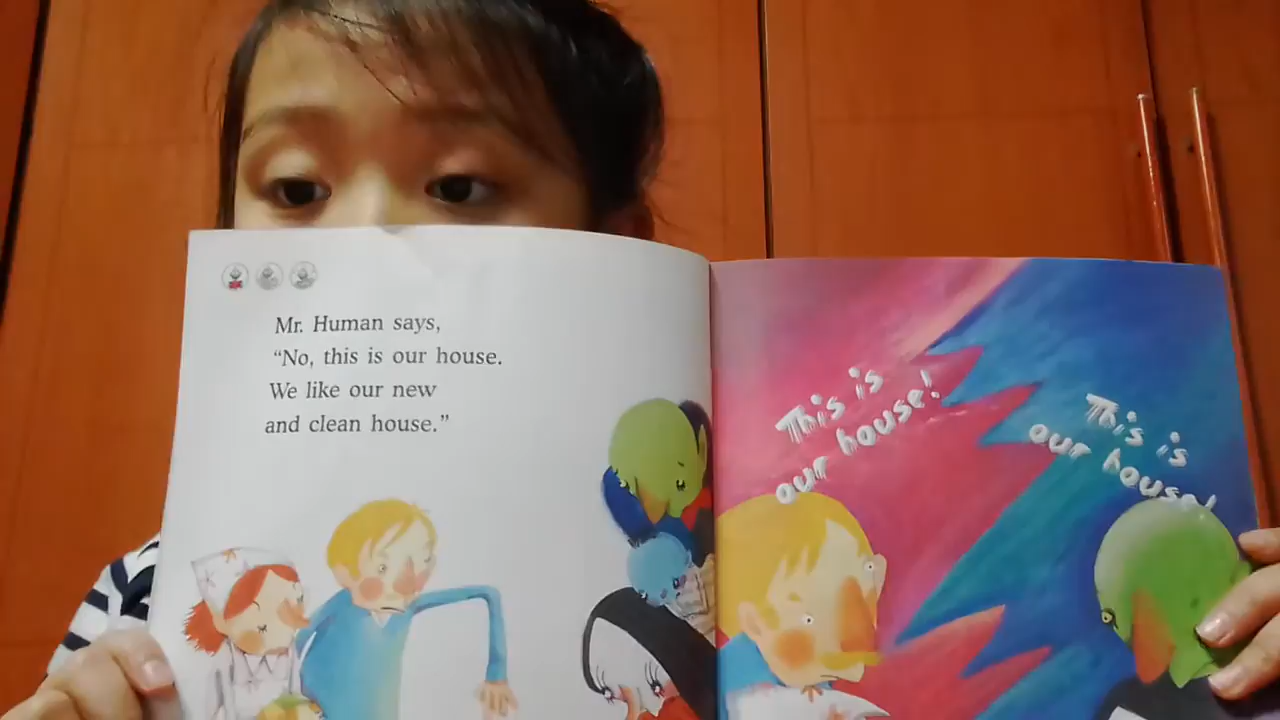 Mr. Human says,
“No, this is our house.
We like our new
and clean house.”
This is
our house!
This is
our house!